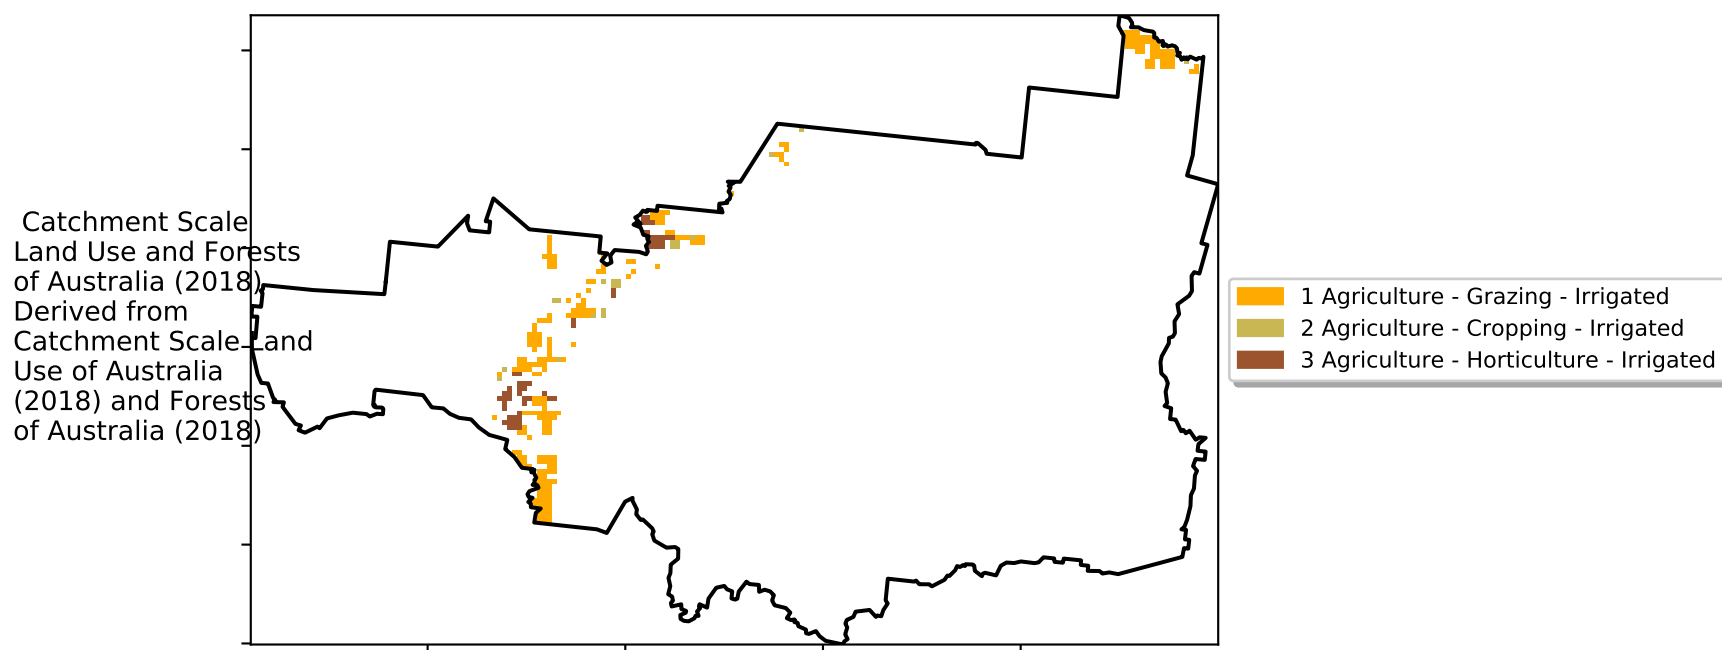 Catchment Scale
Land Use and Forests
of Australia (2018)
Derived from
Catchment Scale Land
Use of Australia
(2018) and Forests
of Australia (2018)
1 Agriculture - Grazing - Irrigated
2 Agriculture - Cropping - Irrigated
3 Agriculture - Horticulture - Irrigated